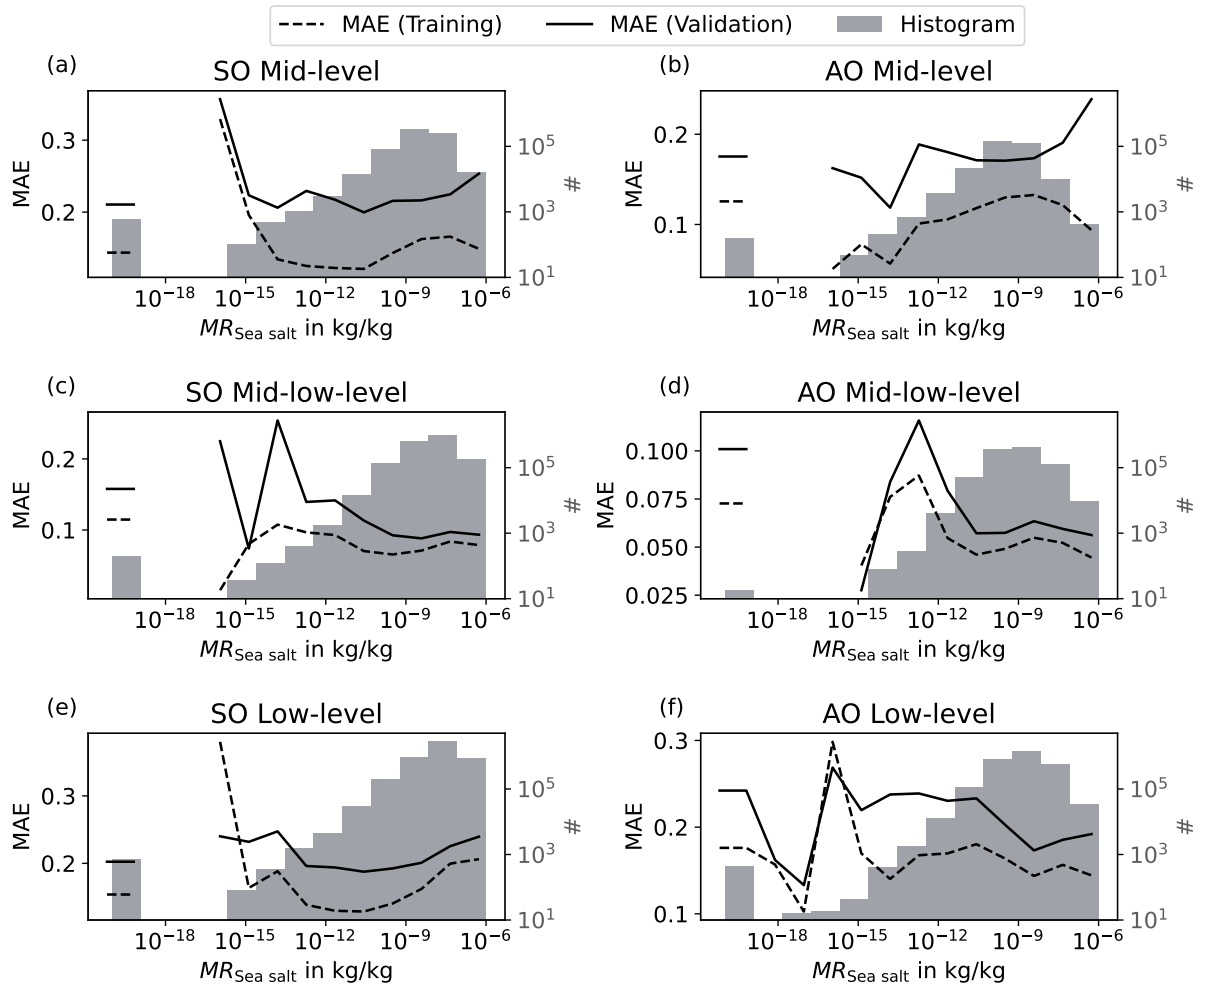 MAE (Training) MAE (Validation) Histogram
(a) SO Mid-level
0.3
0.2
MAE
10^5
10^3
10^1
#
10^−18 10^−15 10^−12 10^−9 10^−6
MR_Sea salt in kg/kg
(b) AO Mid-level
0.2
0.1
MAE
10^5
10^3
10^1
#
10^−18 10^−15 10^−12 10^−9 10^−6
MR_Sea salt in kg/kg
(c) SO Mid-low-level
0.2
0.1
MAE
10^5
10^3
10^1
#
10^−18 10^−15 10^−12 10^−9 10^−6
MR_Sea salt in kg/kg
(d) AO Mid-low-level
0.100
0.075
0.050
0.025
MAE
10^5
10^3
10^1
#
10^−18 10^−15 10^−12 10^−9 10^−6
MR_Sea salt in kg/kg
(e) SO Low-level
0.3
0.2
MAE
10^5
10^3
10^1
#
10^−18 10^−15 10^−12 10^−9 10^−6
MR_Sea salt in kg/kg
(f) AO Low-level
0.3
0.2
0.1
MAE
10^5
10^3
10^1
#
10^−18 10^−15 10^−12 10^−9 10^−6
MR_Sea salt in kg/kg